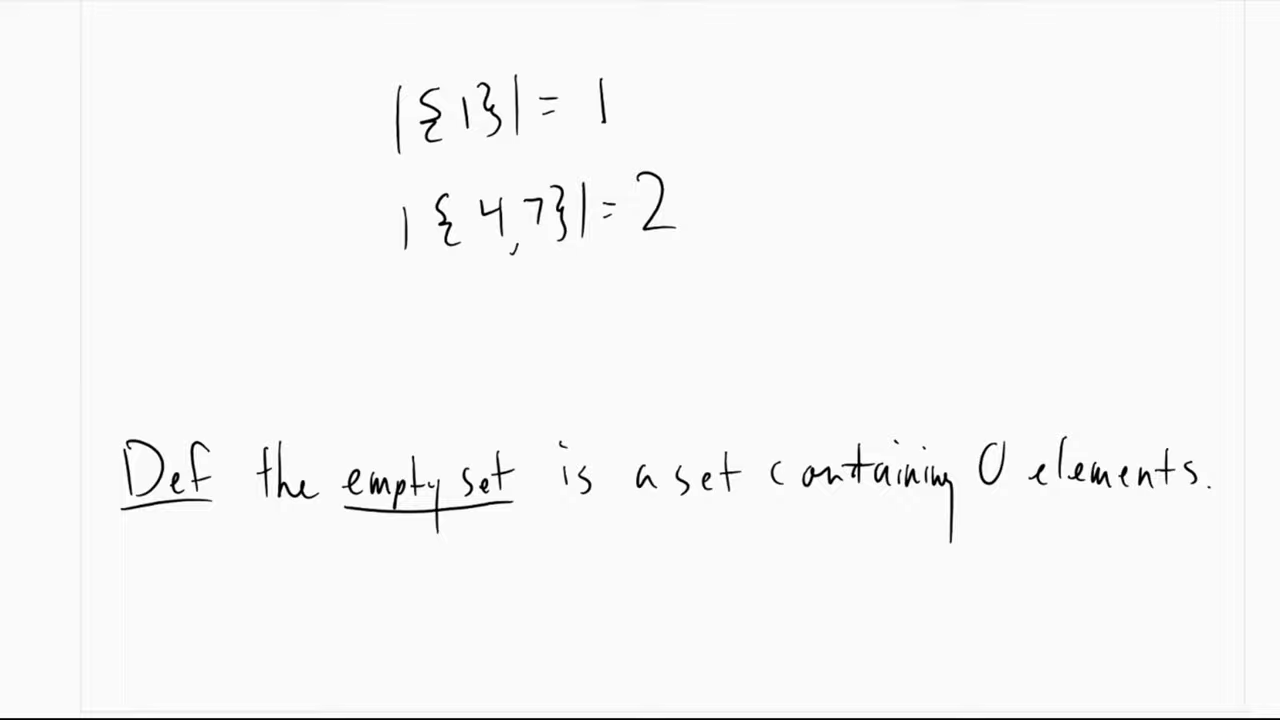 |{1}| = 1
|{4,7}| = 2
Def the empty set is a set containing 0 elements.